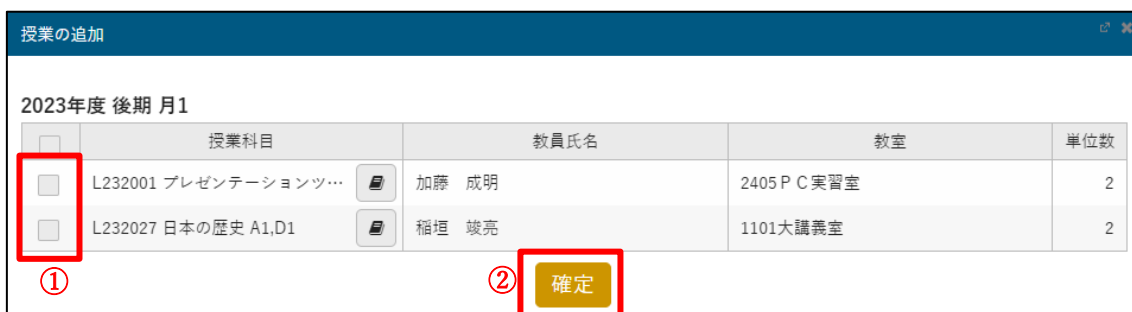 授業の追加
2023年度 後期 月1
授業科目 教員氏名 教室 単位数
L232001 プレゼンテーションツ… 加藤 成明 2405ＰＣ実習室 2
L232027 日本の歴史 A1,D1 稲垣 竣亮 1101大講義室 2
① ② 確定